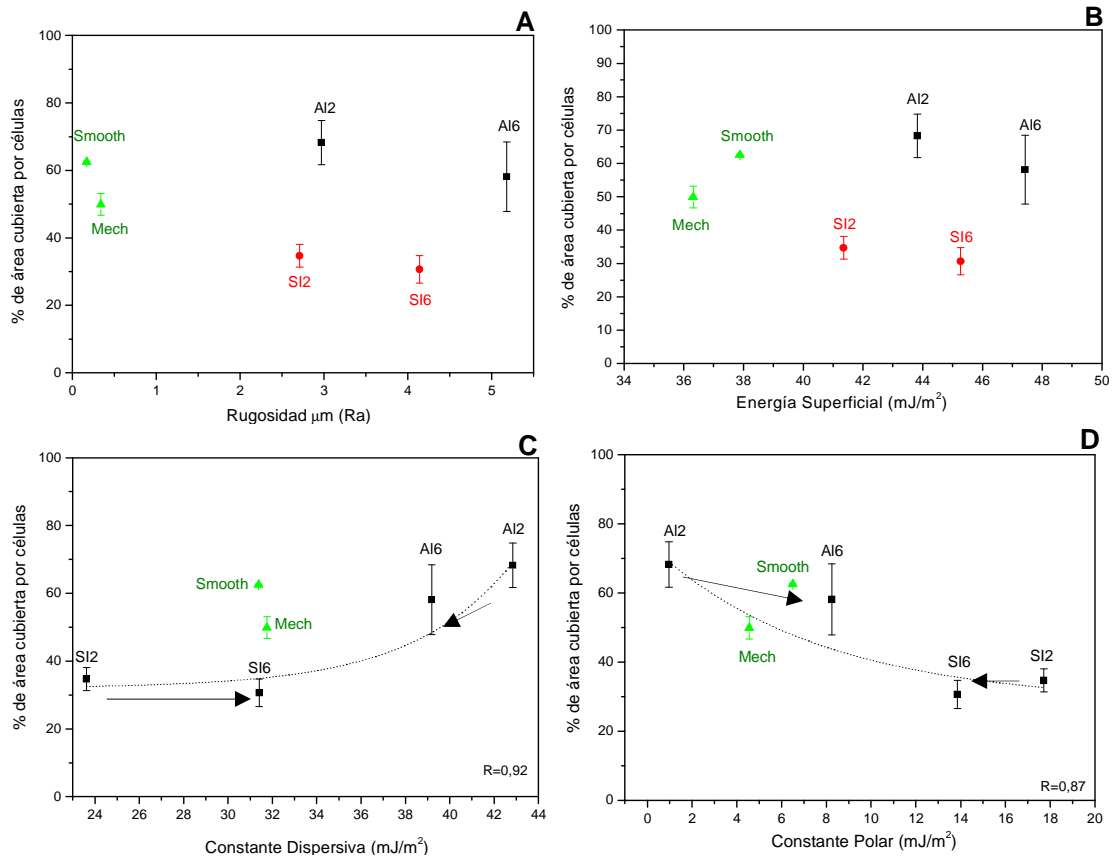 A
% de área cubierta por células
100
80
60
40
20
0
Smooth
Mech
Al2
Al6
SI2
SI6
0 1 2 3 4 5
Rugosidad μm (Ra)
B
% de área cubierta por células
100
90
80
70
60
50
40
30
20
10
0
Al2
Al6
Smooth
Mech
SI2
SI6
34 36 38 40 42 44 46 48 50
Energía Superficial (mJ/m²)
C
% de área cubierta por células
100
80
60
40
20
0
Al2
Al6
Smooth
Mech
SI2
SI6
R=0,92
24 26 28 30 32 34 36 38 40 42 44
Constante Dispersiva (mJ/m²)
D
% de área cubierta por células
100
80
60
40
20
0
Al2
Smooth
Al6
Mech
SI6
SI2
R=0,87
0 2 4 6 8 10 12 14 16 18 20
Constante Polar (mJ/m²)